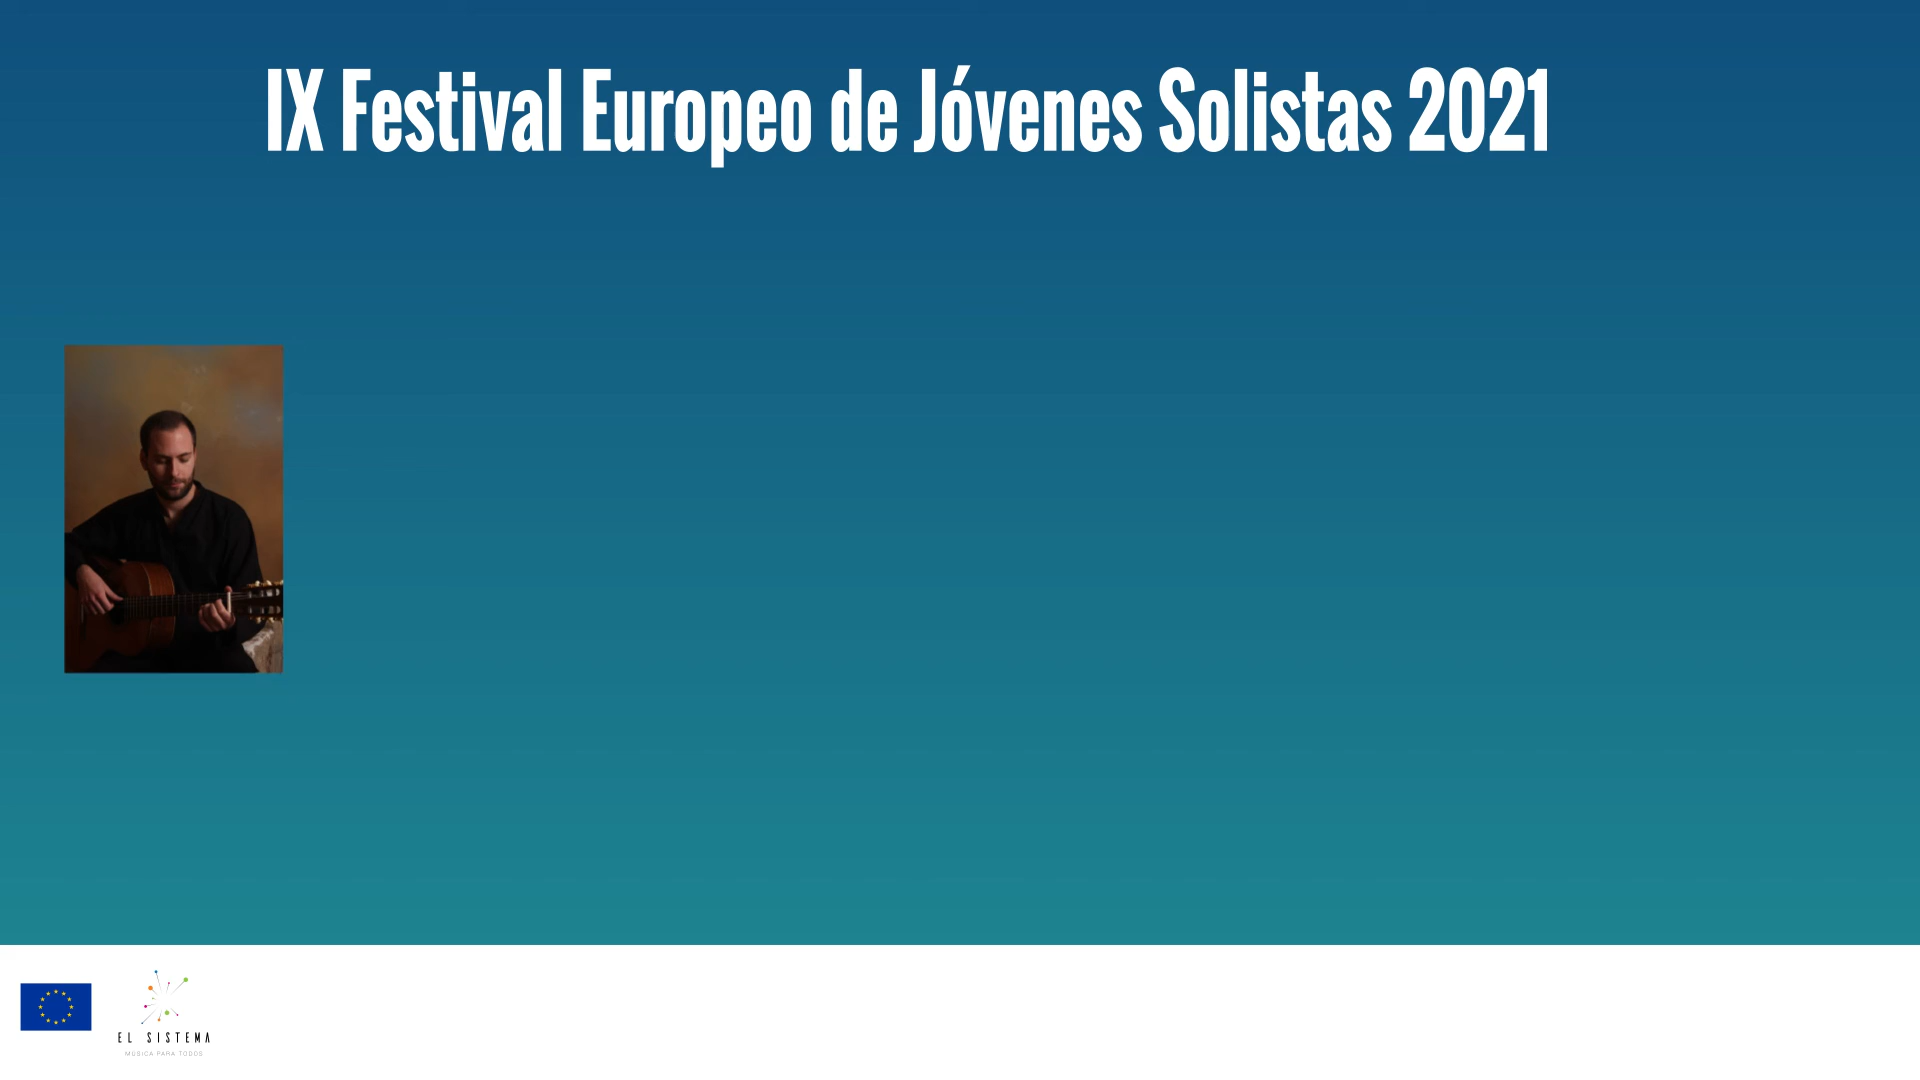 IX Festival Europeo de Jóvenes Solistas 2021
EL SISTEMA
MÚSICA PARA TODOS